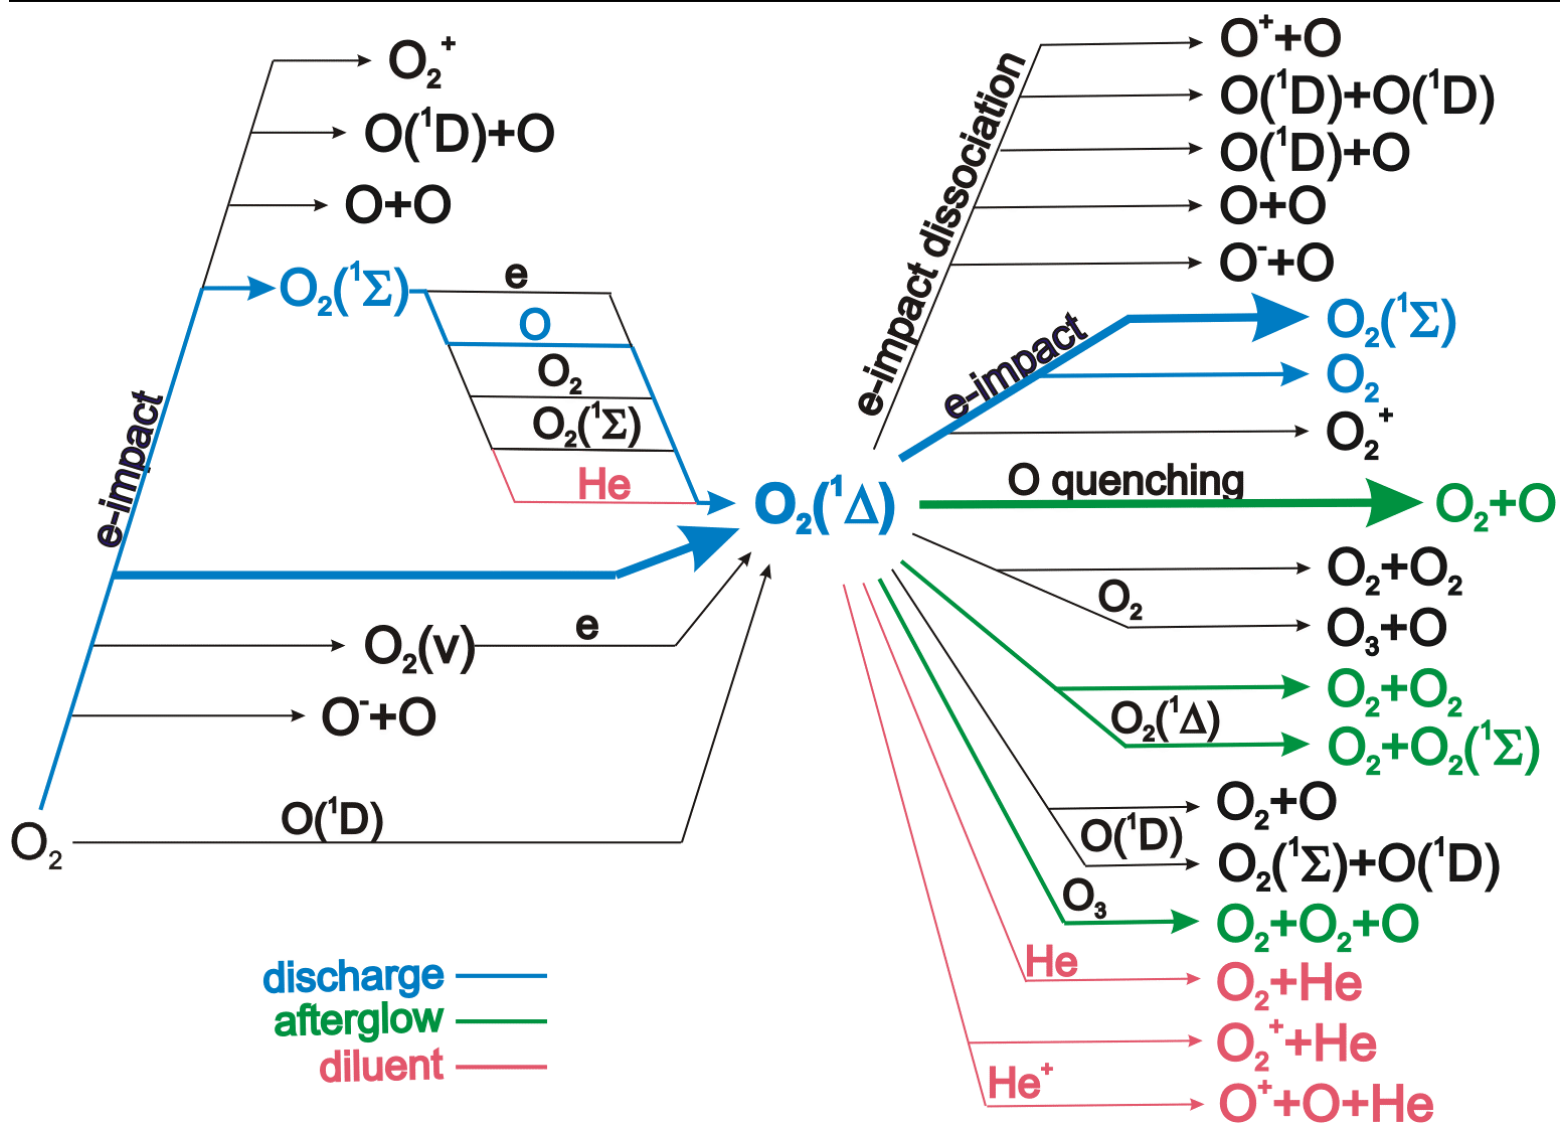 O₂⁺
O(¹D)+O
O+O
O₂(¹Σ)
e
O
O₂
O₂(¹Σ)
He
e-impact
O₂(v)
e
O⁻+O
O₂
O(¹D)
O₂(¹Δ)
e-impact dissociation
O⁺+O
O(¹D)+O(¹D)
O(¹D)+O
O+O
O⁻+O
e-impact
O₂(¹Σ)
O₂
O₂⁺
O quenching
O₂+O
O₂
O₂+O₂
O₃+O
O₂(¹Δ)
O₂+O₂
O₂+O₂(¹Σ)
O(¹D)
O₂+O
O₂(¹Σ)+O(¹D)
O₃
O₂+O₂+O
He
O₂+He
He⁺
O₂⁺+He
O⁺+O+He
discharge
afterglow
diluent